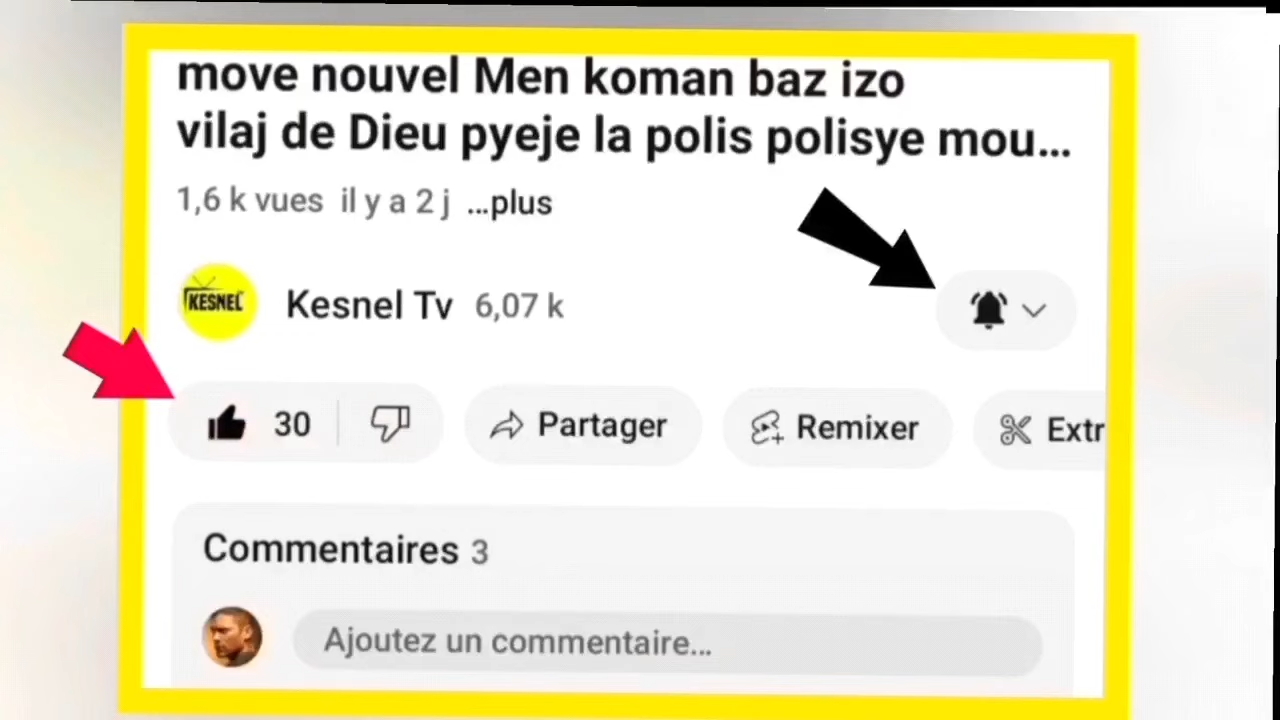 move nouvel Men koman baz izo
vilaj de Dieu pyeje la polis polisye mou...
1,6 k vues il y a 2 j ...plus
KESNEL
Kesnel Tv 6,07 k
30 Partager Remixer Extr
Commentaires 3
Ajoutez un commentaire...